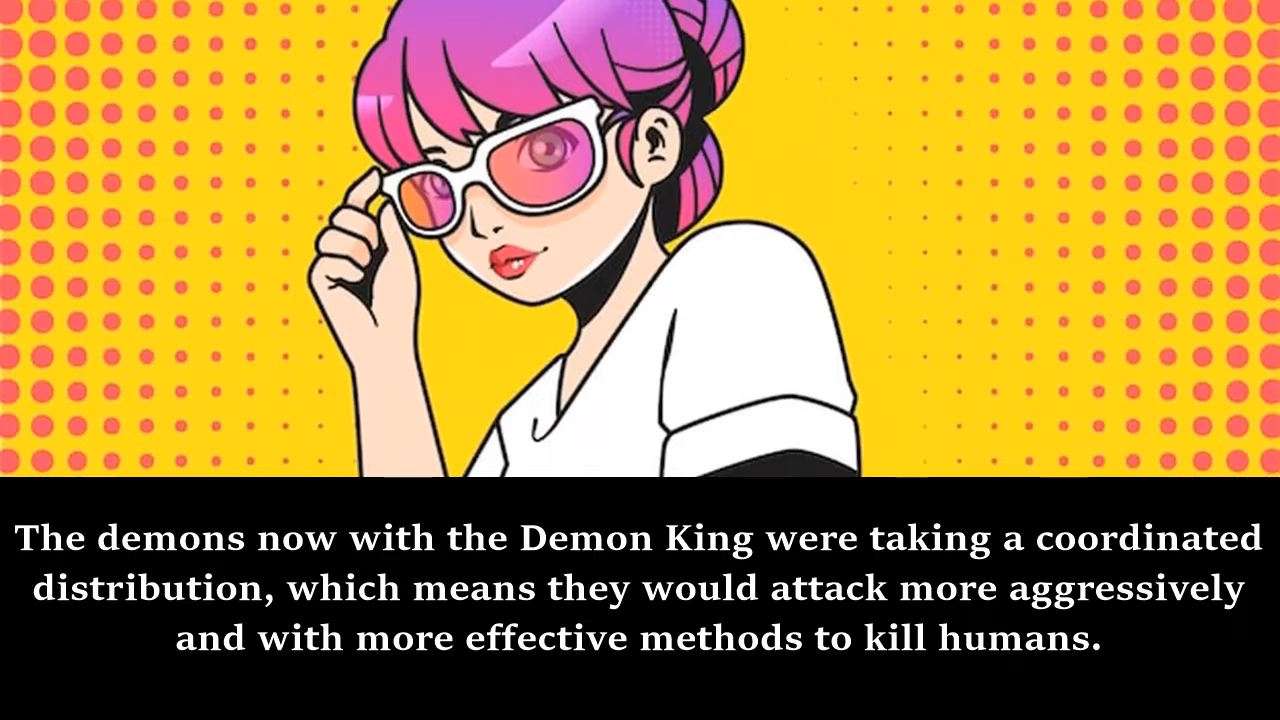 The demons now with the Demon King were taking a coordinated
distribution, which means they would attack more aggressively
and with more effective methods to kill humans.